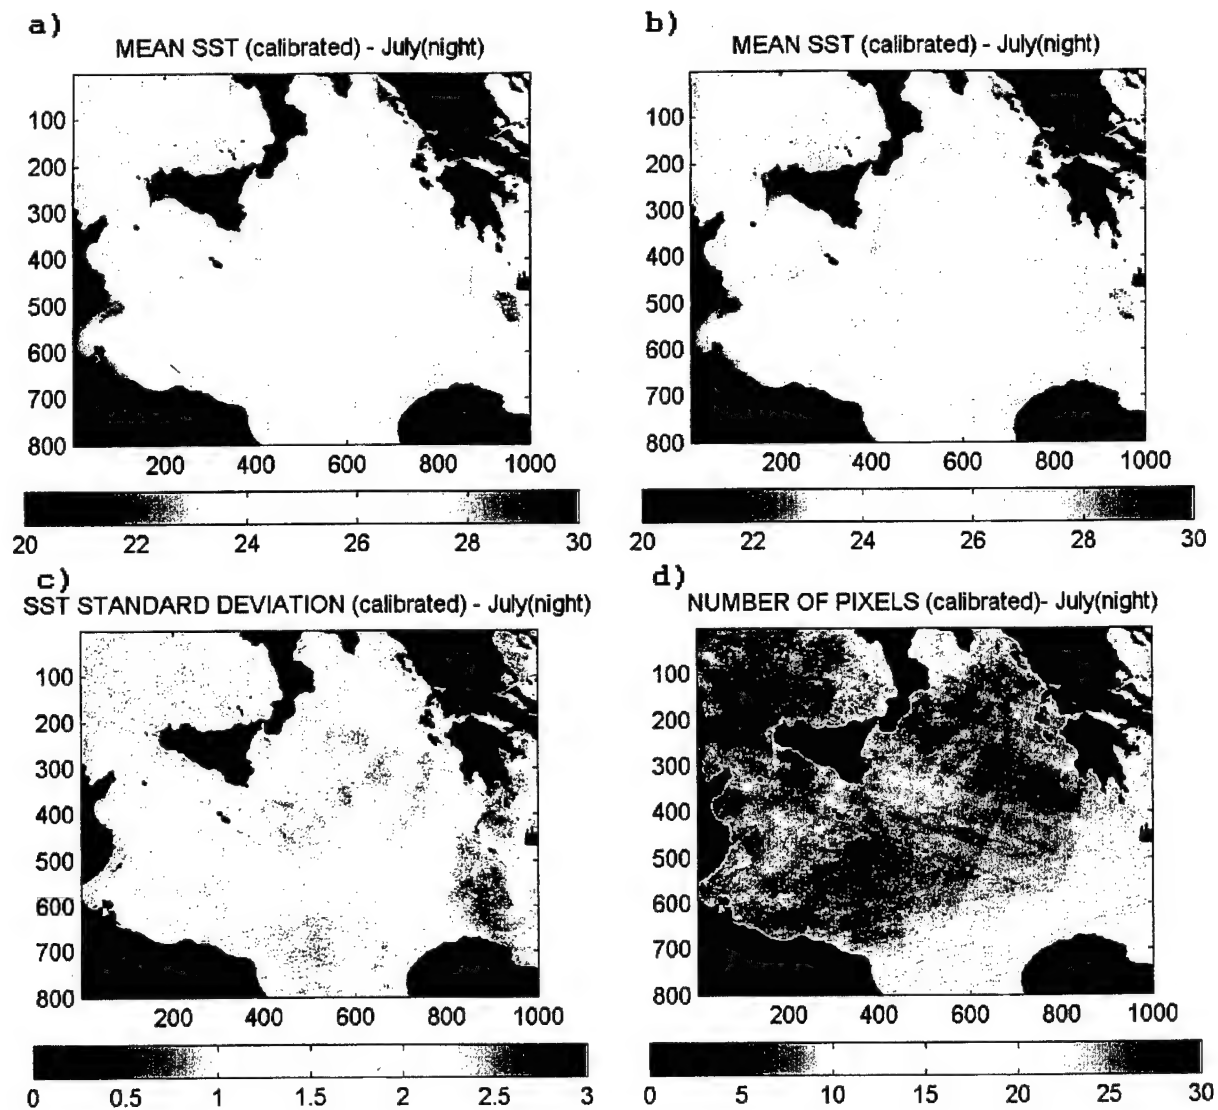 a)
MEAN SST (calibrated) - July(night)
100
200
300
400
500
600
700
800
200 400 600 800 1000
20 22 24 26 28 30
b)
MEAN SST (calibrated) - July(night)
100
200
300
400
500
600
700
800
200 400 600 800 1000
20 22 24 26 28 30
c)
SST STANDARD DEVIATION (calibrated) - July(night)
100
200
300
400
500
600
700
800
200 400 600 800 1000
0 0.5 1 1.5 2 2.5 3
d)
NUMBER OF PIXELS (calibrated)- July(night)
100
200
300
400
500
600
700
800
200 400 600 800 1000
0 5 10 15 20 25 30